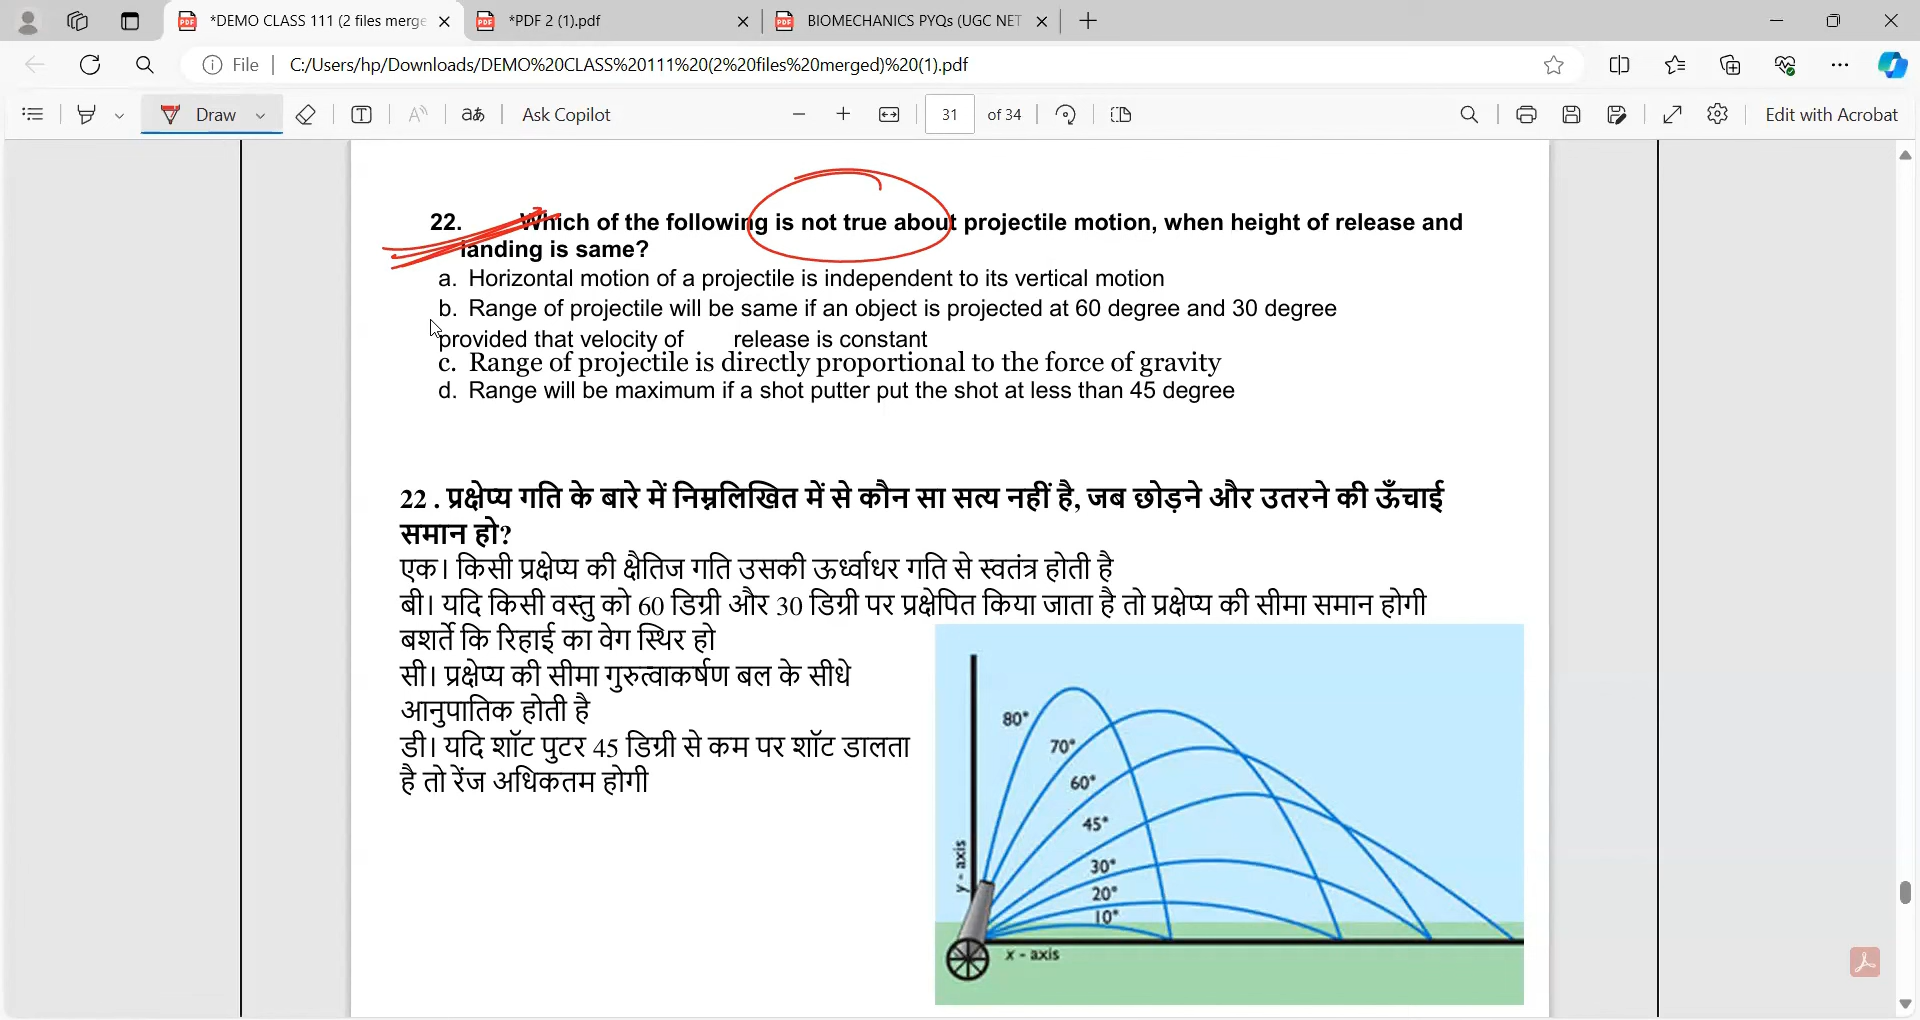 *DEMO CLASS 111 (2 files merge
*PDF 2 (1).pdf
BIOMECHANICS PYQs (UGC NET
File
C:/Users/hp/Downloads/DEMO%20CLASS%20111%20(2%20files%20merged)%20(1).pdf
Draw
aあ
Ask Copilot
31 of 34
Edit with Acrobat
22. Which of the following is not true about projectile motion, when height of release and
landing is same?
a. Horizontal motion of a projectile is independent to its vertical motion
b. Range of projectile will be same if an object is projected at 60 degree and 30 degree
provided that velocity of release is constant
c. Range of projectile is directly proportional to the force of gravity
d. Range will be maximum if a shot putter put the shot at less than 45 degree
22 . प्रक्षेप्य गति के बारे में निम्नलिखित में से कौन सा सत्य नहीं है, जब छोड़ने और उतरने की ऊँचाई
समान हो?
एक। किसी प्रक्षेप्य की क्षैतिज गति उसकी ऊर्ध्वाधर गति से स्वतंत्र होती है
बी। यदि किसी वस्तु को 60 डिग्री और 30 डिग्री पर प्रक्षेपित किया जाता है तो प्रक्षेप्य की सीमा समान होगी
बशर्ते कि रिहाई का वेग स्थिर हो
सी। प्रक्षेप्य की सीमा गुरुत्वाकर्षण बल के सीधे
आनुपातिक होती है
डी। यदि शॉट पुटर 45 डिग्री से कम पर शॉट डालता
है तो रेंज अधिकतम होगी
80°
70°
60°
45°
30°
20°
10°
y - axis
x - axis